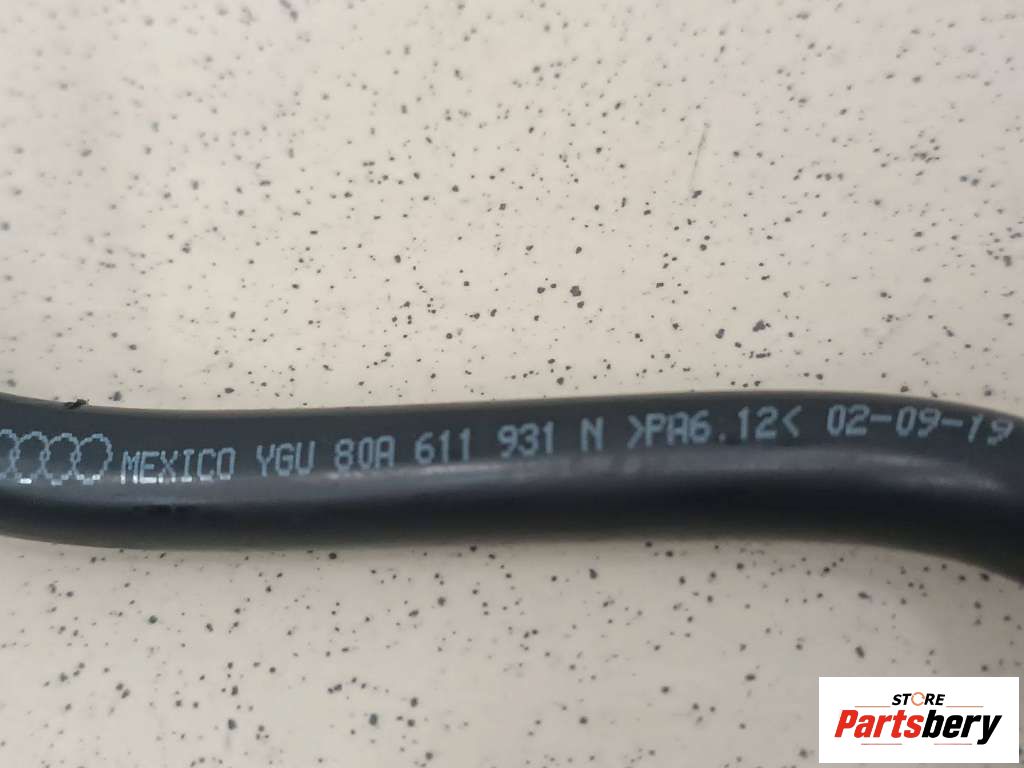 MEXICO YGU 80A 611 931 N >PA6.12< 02-09-19
STORE
Partsbery